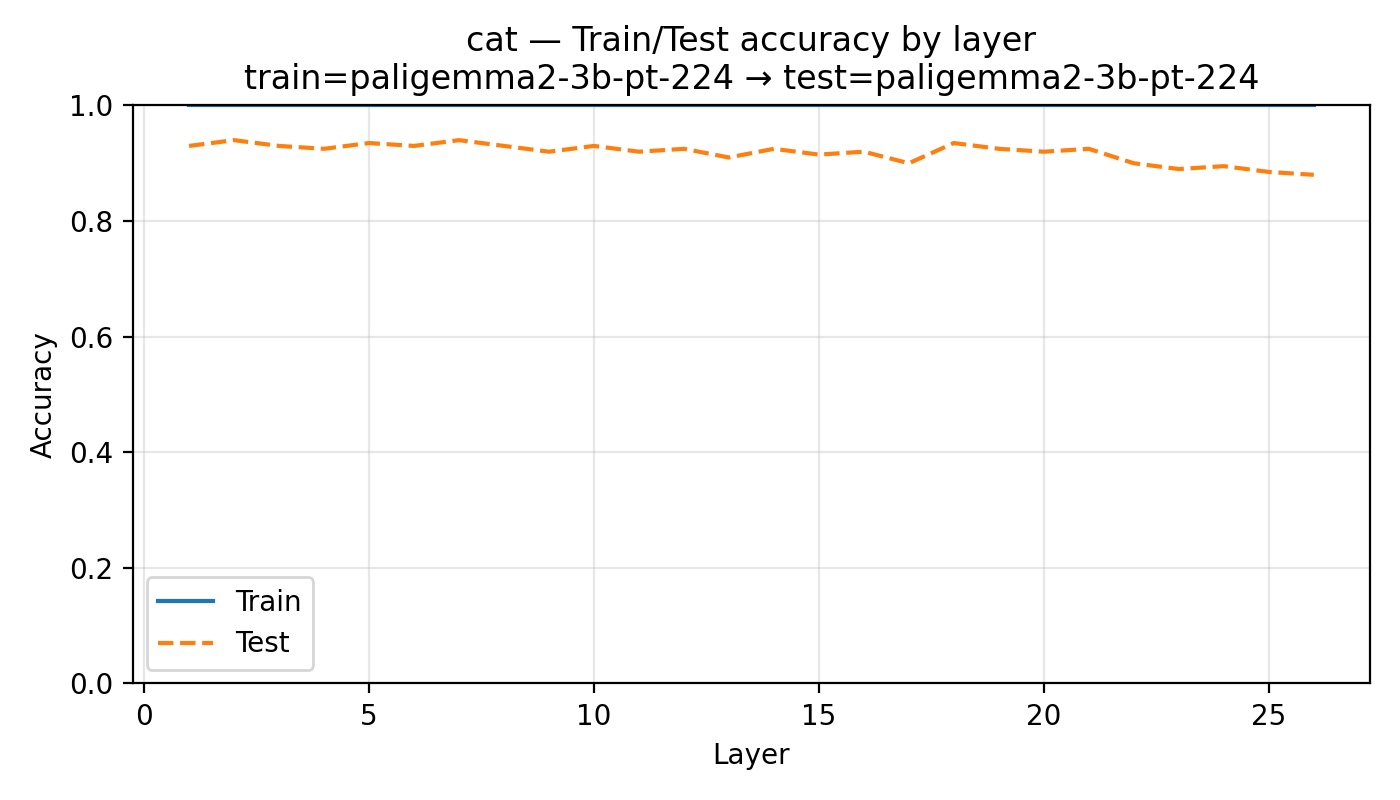 cat — Train/Test accuracy by layer
train=paligemma2-3b-pt-224 → test=paligemma2-3b-pt-224
1.0
0.8
0.6
0.4
0.2
0.0
Accuracy
Train
Test
0 5 10 15 20 25
Layer